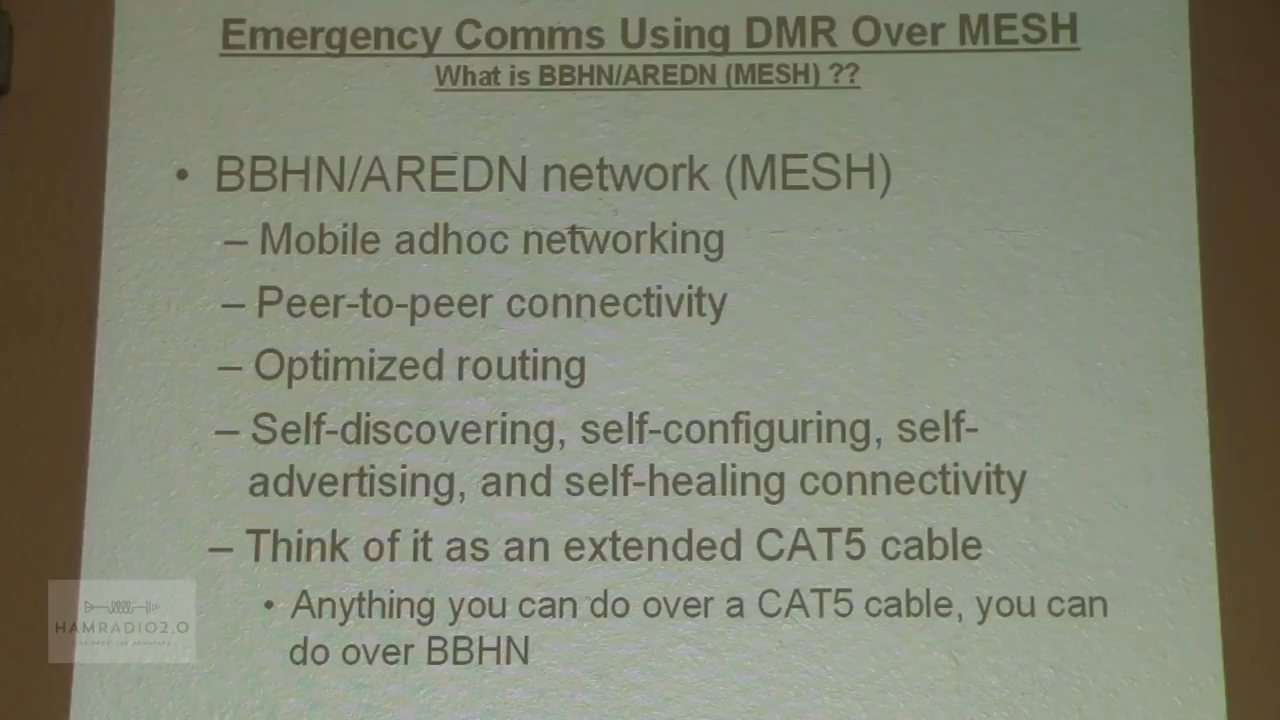 Emergency Comms Using DMR Over MESH
What is BBHN/AREDN (MESH) ??
• BBHN/AREDN network (MESH)
– Mobile adhoc networking
– Peer-to-peer connectivity
– Optimized routing
– Self-discovering, self-configuring, self-
advertising, and self-healing connectivity
– Think of it as an extended CAT5 cable
• Anything you can do over a CAT5 cable, you can
do over BBHN
HAMRADIO2.0